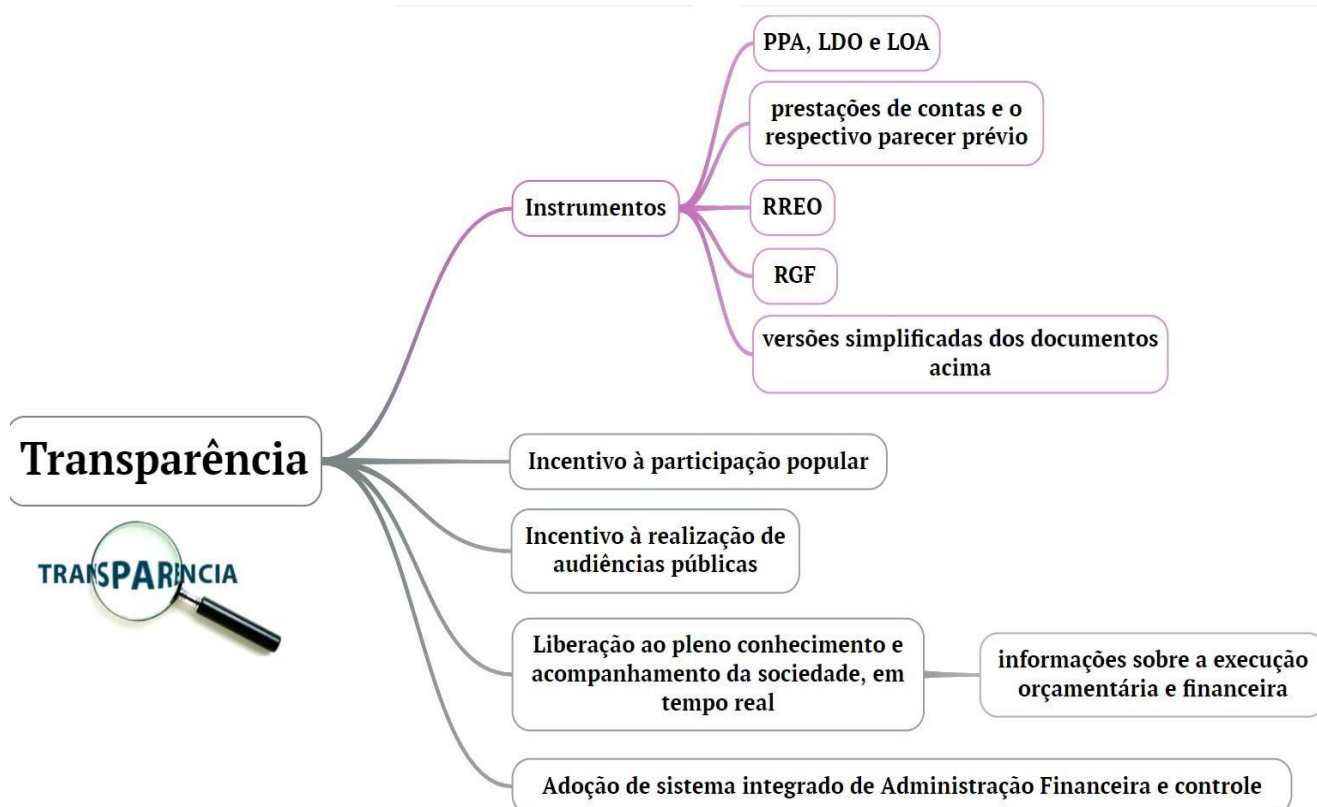 PPA, LDO e LOA
prestações de contas e o
respectivo parecer prévio
Instrumentos
RREO
RGF
versões simplificadas dos documentos
acima
Transparência
Incentivo à participação popular
Incentivo à realização de
audiências públicas
TRANSPARENCIA
Liberação ao pleno conhecimento e
acompanhamento da sociedade, em
tempo real
informações sobre a execução
orçamentária e financeira
Adoção de sistema integrado de Administração Financeira e controle